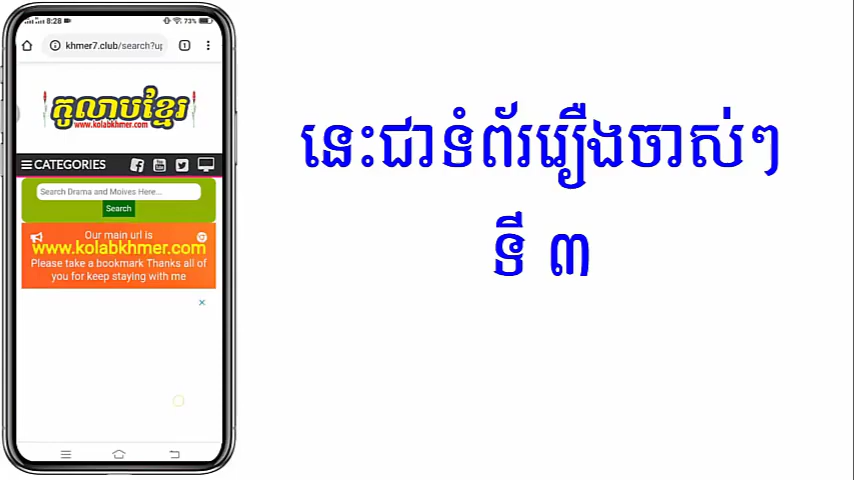 8:28
73%
khmer7.club/search?up
1
កូលាបខ្មែរ
www.kolabkhmer.com
CATEGORIES
Search Drama and Moives Here...
Search
Our main url is
www.kolabkhmer.com
Please take a bookmark Thanks all of
you for keep staying with me
នេះជាទំព័ររឿងចាស់ៗ
ទី ៣